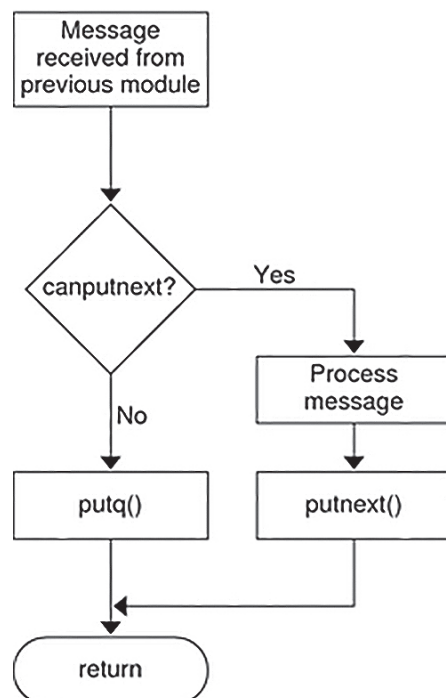 Message
received from
previous module
canputnext?
Yes
Process
message
No
putq()
putnext()
return